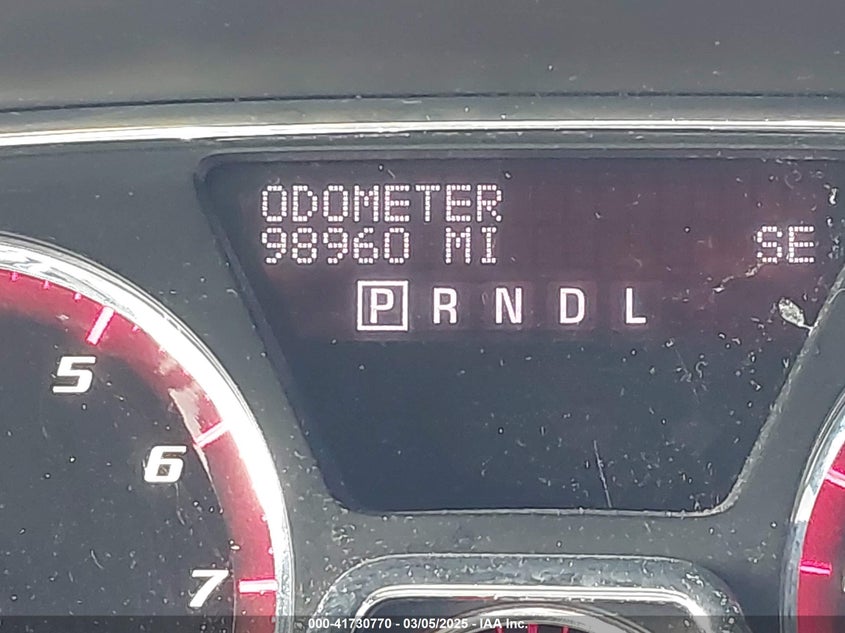 ODOMETER
98960 MI SE
P R N D L
5
6
7
000-41730770 - 03/05/2025 - IAA Inc.